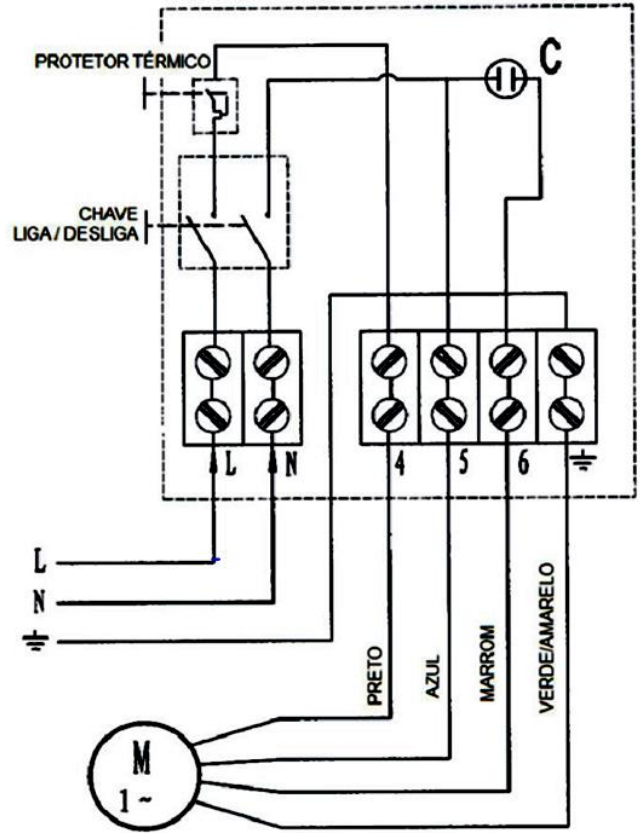 PROTETOR TÉRMICO
C
CHAVE
LIGA / DESLIGA
L
N
4
5
6
L
N
PRETO
AZUL
MARROM
VERDE/AMARELO
M
1 ~